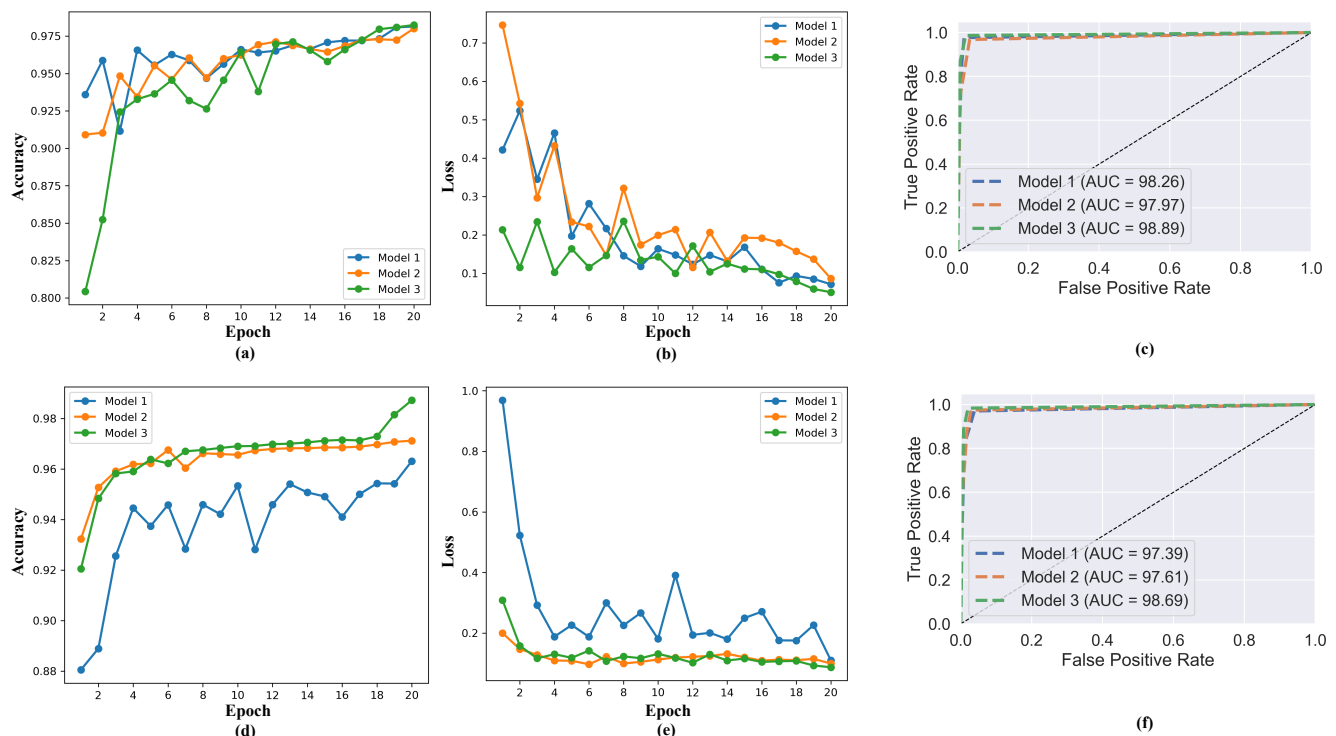 0.975
0.950
0.925
0.900
0.875
0.850
0.825
0.800
Accuracy
Model 1
Model 2
Model 3
2 4 6 8 10 12 14 16 18 20
Epoch
(a)
0.7
0.6
0.5
0.4
0.3
0.2
0.1
Loss
Model 1
Model 2
Model 3
2 4 6 8 10 12 14 16 18 20
Epoch
(b)
1.0
0.8
0.6
0.4
0.2
0.0
True Positive Rate
Model 1 (AUC = 98.26)
Model 2 (AUC = 97.97)
Model 3 (AUC = 98.89)
0.0 0.2 0.4 0.6 0.8 1.0
False Positive Rate
(c)
0.98
0.96
0.94
0.92
0.90
0.88
Accuracy
Model 1
Model 2
Model 3
2 4 6 8 10 12 14 16 18 20
Epoch
(d)
1.0
0.8
0.6
0.4
0.2
Loss
Model 1
Model 2
Model 3
2 4 6 8 10 12 14 16 18 20
Epoch
(e)
1.0
0.8
0.6
0.4
0.2
0.0
True Positive Rate
Model 1 (AUC = 97.39)
Model 2 (AUC = 97.61)
Model 3 (AUC = 98.69)
0.0 0.2 0.4 0.6 0.8 1.0
False Positive Rate
(f)